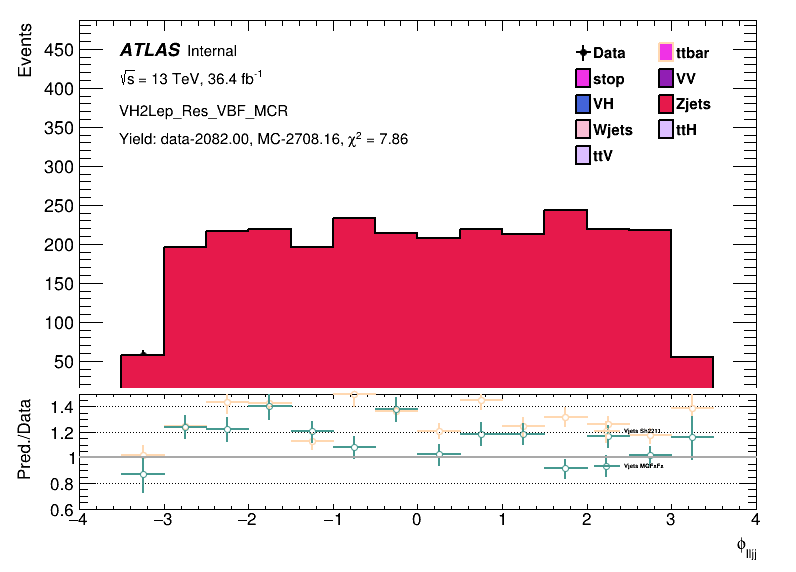 Events
450
400
350
300
250
200
150
100
50
ATLAS Internal
√s = 13 TeV, 36.4 fb⁻¹
VH2Lep_Res_VBF_MCR
Yield: data-2082.00, MC-2708.16, χ² = 7.86
Data ttbar
stop VV
VH Zjets
Wjets ttH
ttV
Pred./Data
1.4
1.2
1
0.8
0.6
Vjets Sh2211
Vjets MGFxFx
−4 −3 −2 −1 0 1 2 3 4
ϕlljj